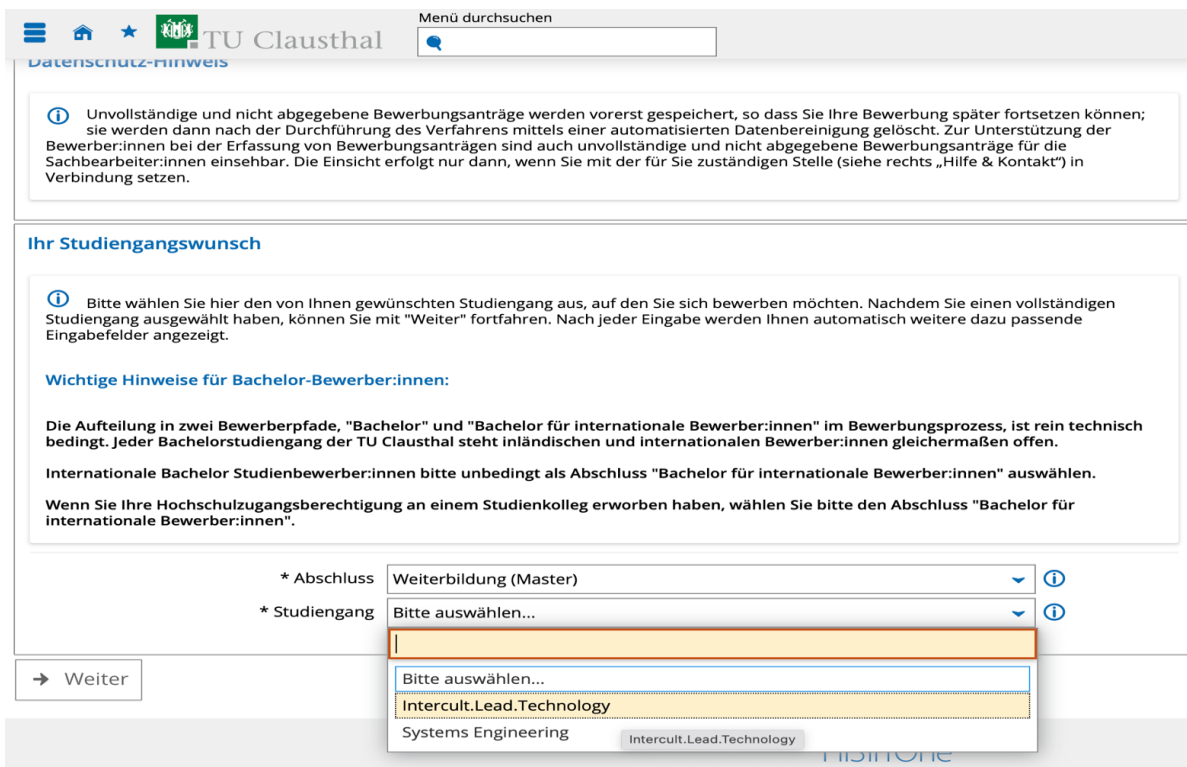 Menü durchsuchen
TU Clausthal
Datenschutz-Hinweis
Unvollständige und nicht abgegebene Bewerbungsanträge werden vorerst gespeichert, so dass Sie Ihre Bewerbung später fortsetzen können;
sie werden dann nach der Durchführung des Verfahrens mittels einer automatisierten Datenbereinigung gelöscht. Zur Unterstützung der
Bewerber:innen bei der Erfassung von Bewerbungsanträgen sind auch unvollständige und nicht abgegebene Bewerbungsanträge für die
Sachbearbeiter:innen einsehbar. Die Einsicht erfolgt nur dann, wenn Sie mit der für Sie zuständigen Stelle (siehe rechts „Hilfe & Kontakt") in
Verbindung setzen.
Ihr Studiengangswunsch
Bitte wählen Sie hier den von Ihnen gewünschten Studiengang aus, auf den Sie sich bewerben möchten. Nachdem Sie einen vollständigen
Studiengang ausgewählt haben, können Sie mit "Weiter" fortfahren. Nach jeder Eingabe werden Ihnen automatisch weitere dazu passende
Eingabefelder angezeigt.
Wichtige Hinweise für Bachelor-Bewerber:innen:
Die Aufteilung in zwei Bewerberpfade, "Bachelor" und "Bachelor für internationale Bewerber:innen" im Bewerbungsprozess, ist rein technisch
bedingt. Jeder Bachelorstudiengang der TU Clausthal steht inländischen und internationalen Bewerber:innen gleichermaßen offen.
Internationale Bachelor Studienbewerber:innen bitte unbedingt als Abschluss "Bachelor für internationale Bewerber:innen" auswählen.
Wenn Sie Ihre Hochschulzugangsberechtigung an einem Studienkolleg erworben haben, wählen Sie bitte den Abschluss "Bachelor für
internationale Bewerber:innen".
* Abschluss Weiterbildung (Master)
* Studiengang Bitte auswählen...
Weiter
Bitte auswählen...
Intercult.Lead.Technology
Systems Engineering
Intercult.Lead.Technology
HISinOne